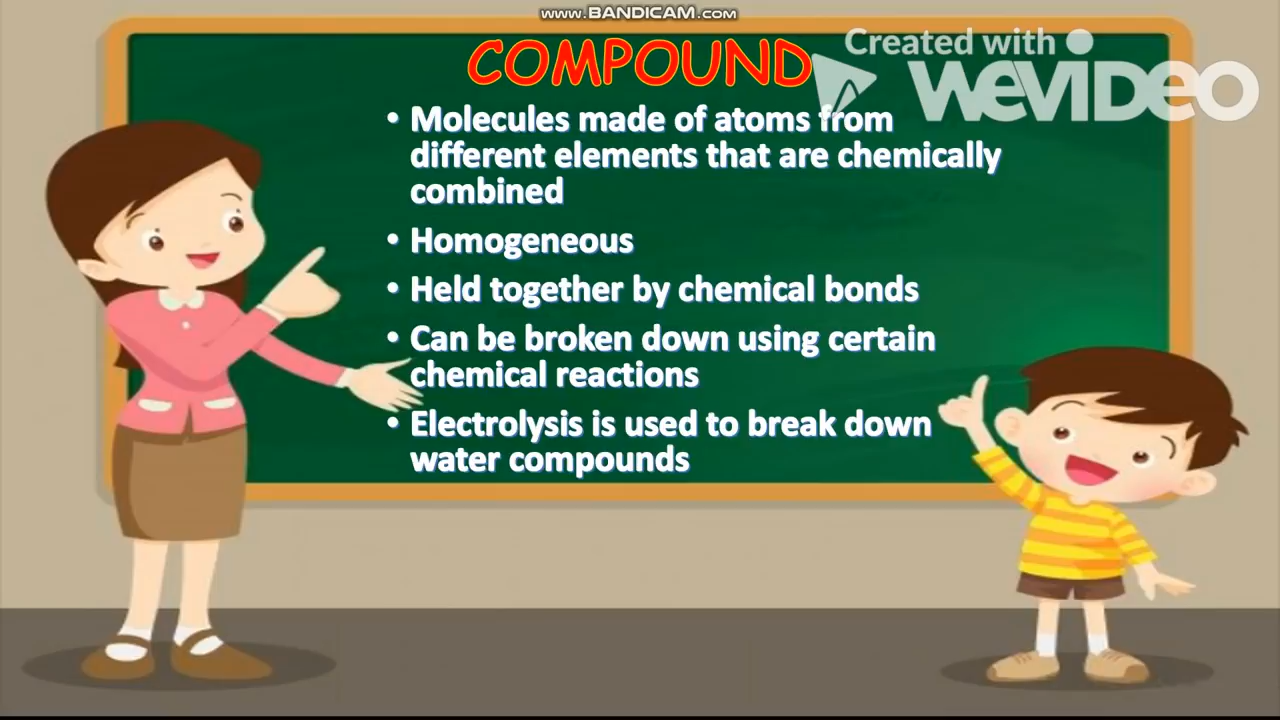 www.BANDICAM.com
COMPOUND
Created with
WEVIDEO
• Molecules made of atoms from
different elements that are chemically
combined
• Homogeneous
• Held together by chemical bonds
• Can be broken down using certain
chemical reactions
• Electrolysis is used to break down
water compounds